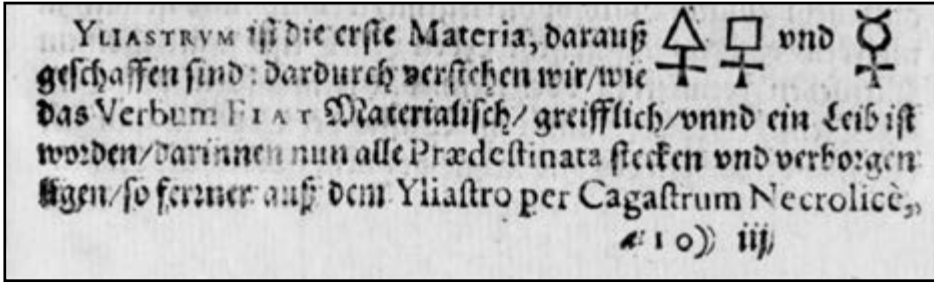 YLIASTRVM iſt die erſte Materia, darauß 🜍 🜔 vnd ☿
geſchaffen ſind: dardurch verſtehen wir/wie
das Verbum FIAT Materialiſch/ greifflich/vnnd ein Leib iſt
worden/darinnen nun alle Prædeſtinata ſtecken vnd verborgen
ligen/ſo ferrner auß dem Yliaſtro per Cagaſtrum Necrolicè,
iij